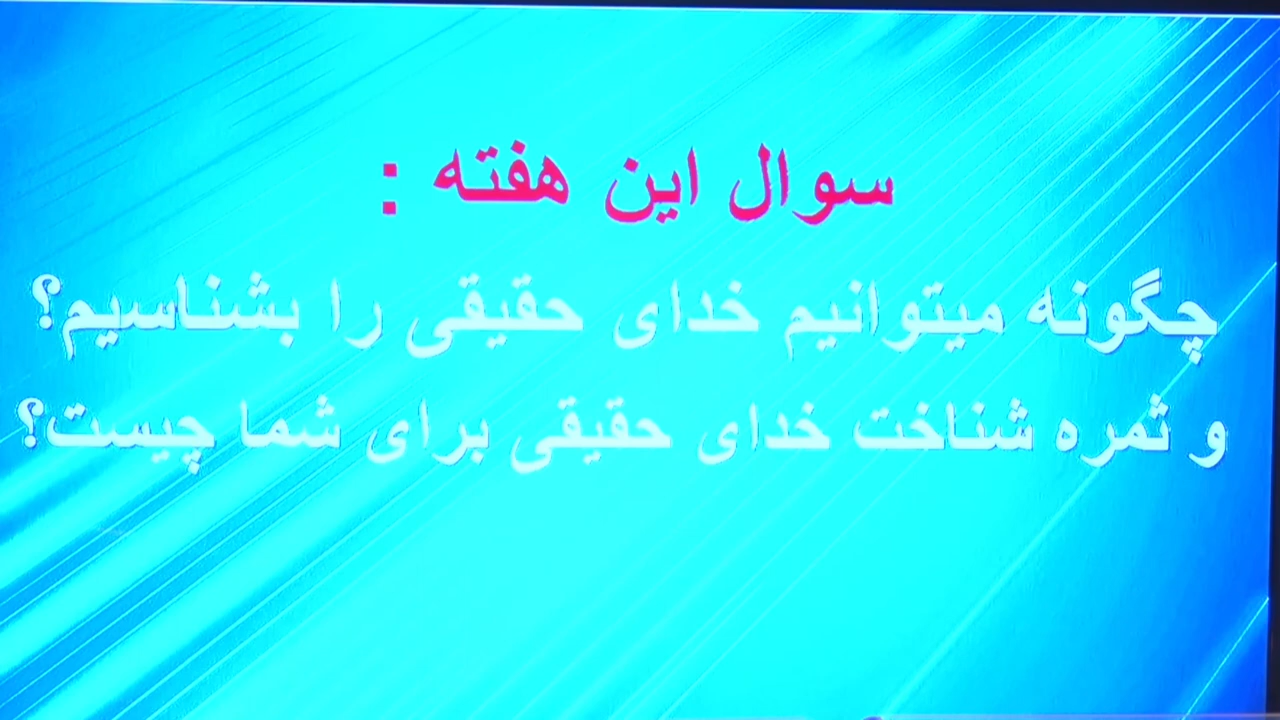 سوال این هفته :
چگونه میتوانیم خدای حقیقی را بشناسیم؟
و ثمره شناخت خدای حقیقی برای شما چیست؟